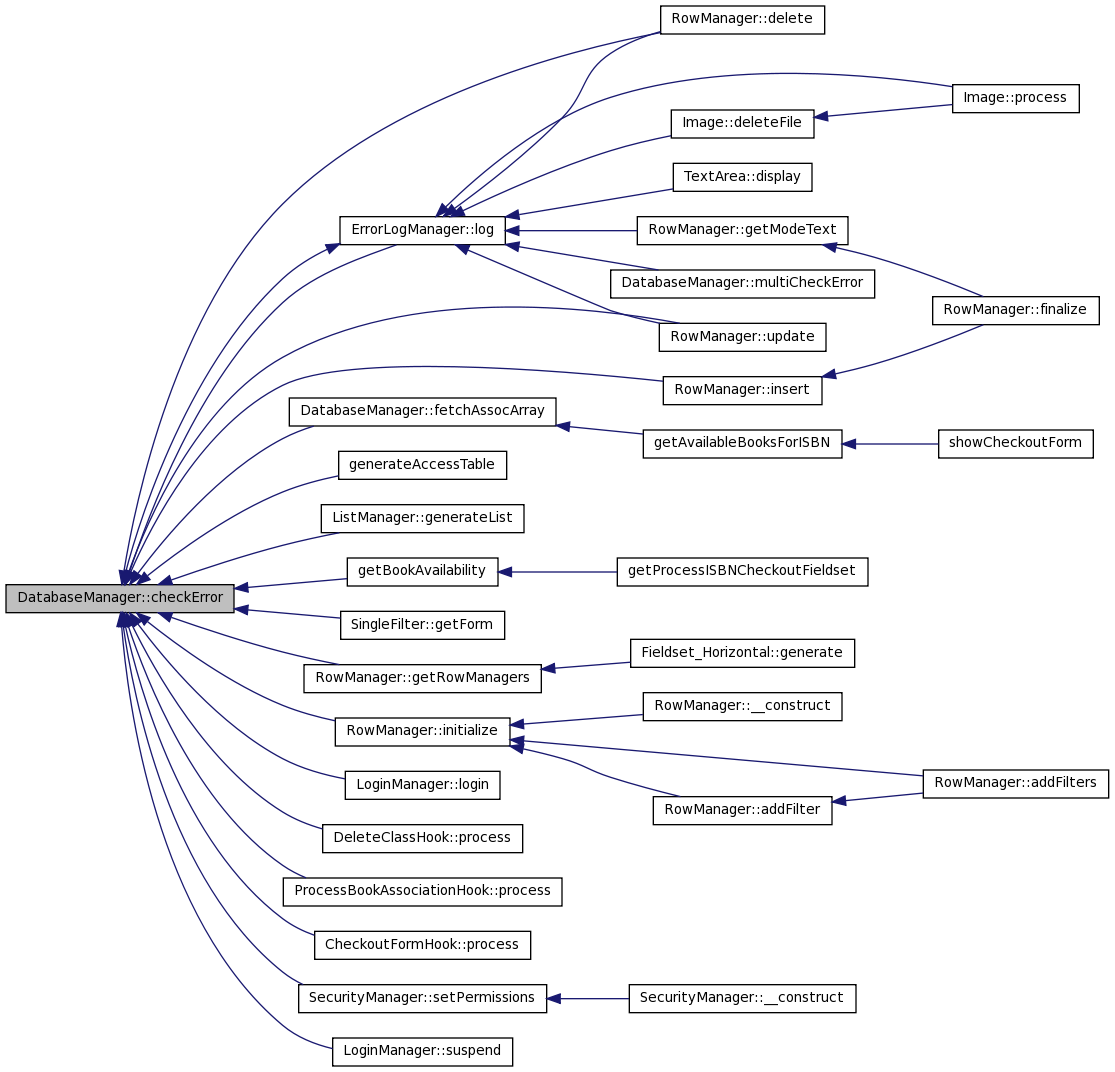 RowManager::delete
Image::process
Image::deleteFile
TextArea::display
ErrorLogManager::log
RowManager::getModeText
DatabaseManager::multiCheckError
RowManager::finalize
RowManager::update
RowManager::insert
DatabaseManager::fetchAssocArray
getAvailableBooksForISBN
showCheckoutForm
generateAccessTable
ListManager::generateList
getBookAvailability
getProcessISBNCheckoutFieldset
DatabaseManager::checkError
SingleFilter::getForm
Fieldset_Horizontal::generate
RowManager::getRowManagers
RowManager::__construct
RowManager::initialize
RowManager::addFilters
LoginManager::login
RowManager::addFilter
DeleteClassHook::process
ProcessBookAssociationHook::process
CheckoutFormHook::process
SecurityManager::setPermissions
SecurityManager::__construct
LoginManager::suspend